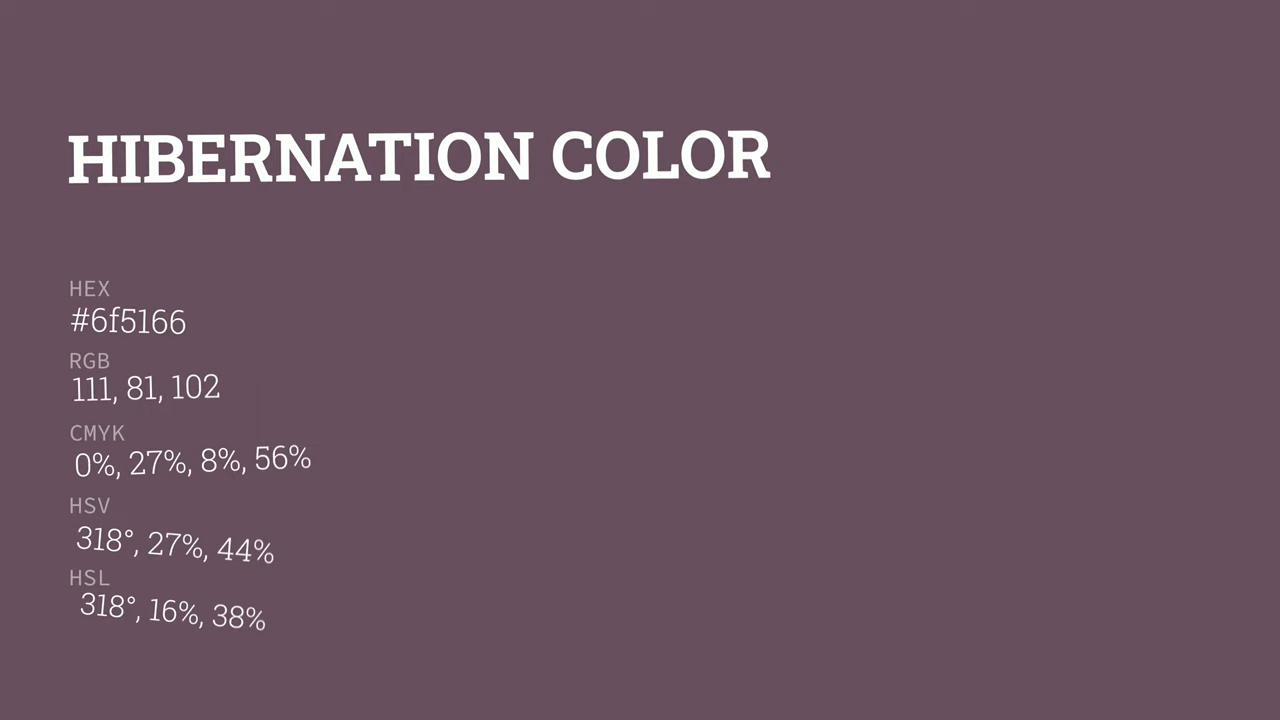 HIBERNATION COLOR
HEX
#6f5166
RGB
111, 81, 102
CMYK
0%, 27%, 8%, 56%
HSV
318°, 27%, 44%
HSL
318°, 16%, 38%